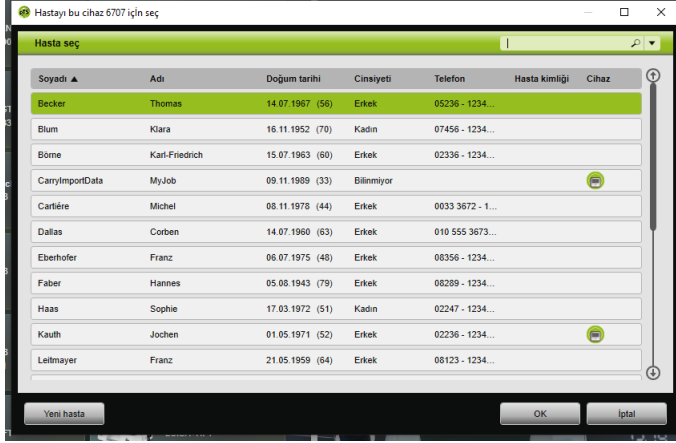 Hastayı bu cihaz 6707 için seç
Hasta seç
Soyadı ▲ Adı Doğum tarihi Cinsiyeti Telefon Hasta kimliği Cihaz
Becker Thomas 14.07.1967 (56) Erkek 05236 - 1234...
Blum Klara 16.11.1952 (70) Kadın 07456 - 1234...
Börne Karl-Friedrich 15.07.1963 (60) Erkek 02336 - 1234...
CarryImportData MyJob 09.11.1989 (33) Bilinmiyor
Cartiére Michel 08.11.1978 (44) Erkek 0033 3672 - 1...
Dallas Corben 14.07.1960 (63) Erkek 010 555 3673...
Eberhofer Franz 06.07.1975 (48) Erkek 08356 - 1234...
Faber Hannes 05.08.1943 (79) Erkek 08289 - 1234...
Haas Sophie 17.03.1972 (51) Kadın 02247 - 1234...
Kauth Jochen 01.05.1971 (52) Erkek 02236 - 1234...
Leitmayer Franz 21.05.1959 (64) Erkek 08123 - 1234...
Yeni hasta OK İptal